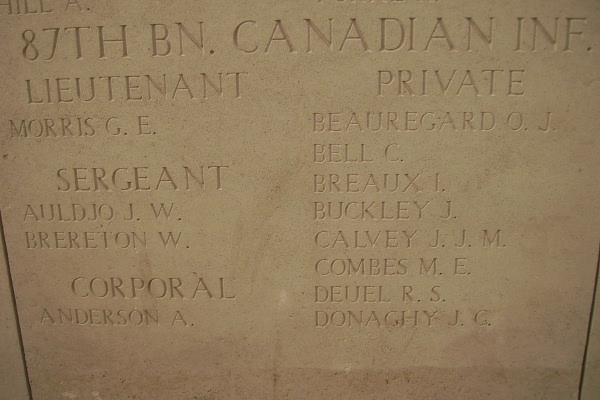 HILL A.
87TH BN. CANADIAN INF.
LIEUTENANT
MORRIS G. E.
SERGEANT
AULDJO J. W.
BRERETON W.
CORPORAL
ANDERSON A.
PRIVATE
BEAUREGARD O. J.
BELL C.
BREAUX I.
BUCKLEY J.
CALVEY J. J. M.
COMBES M. E.
DEUEL R. S.
DONAGHY J. G.